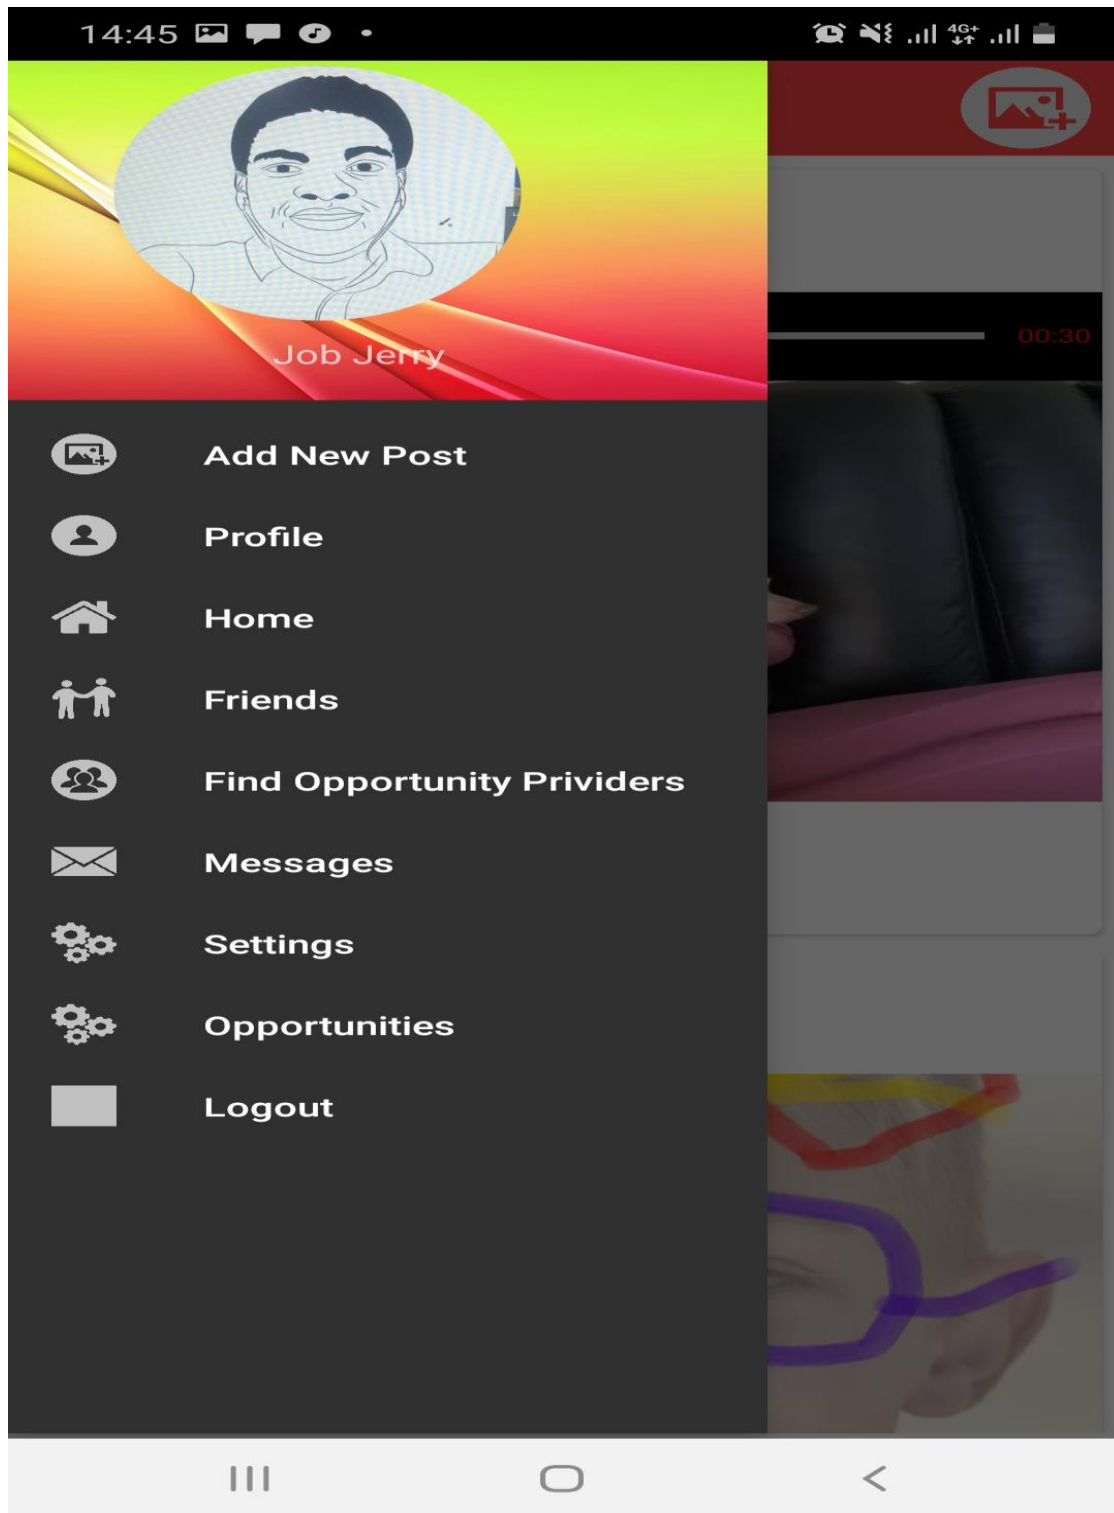 14:45
4G+
00:30
Job Jerry
Add New Post
Profile
Home
Friends
Find Opportunity Prividers
Messages
Settings
Opportunities
Logout